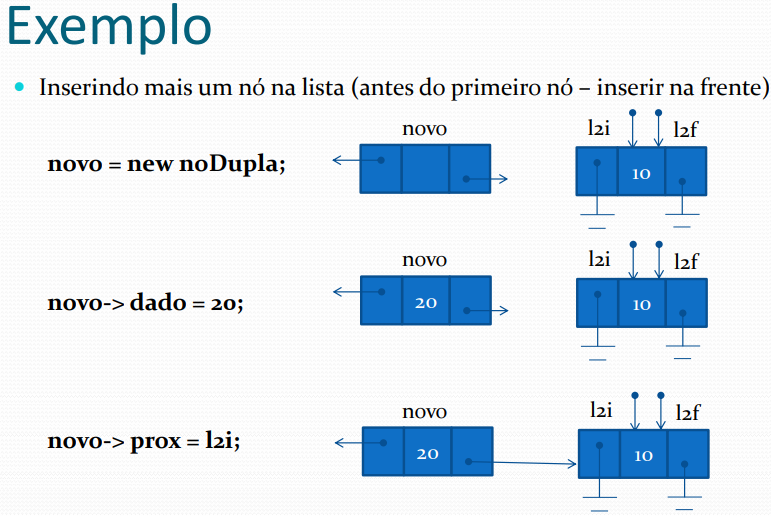 Exemplo
Inserindo mais um nó na lista (antes do primeiro nó – inserir na frente)
novo l2i l2f
novo = new noDupla; 10
novo l2i l2f
novo-> dado = 20; 20 10
novo l2i l2f
novo-> prox = l2i; 20 10